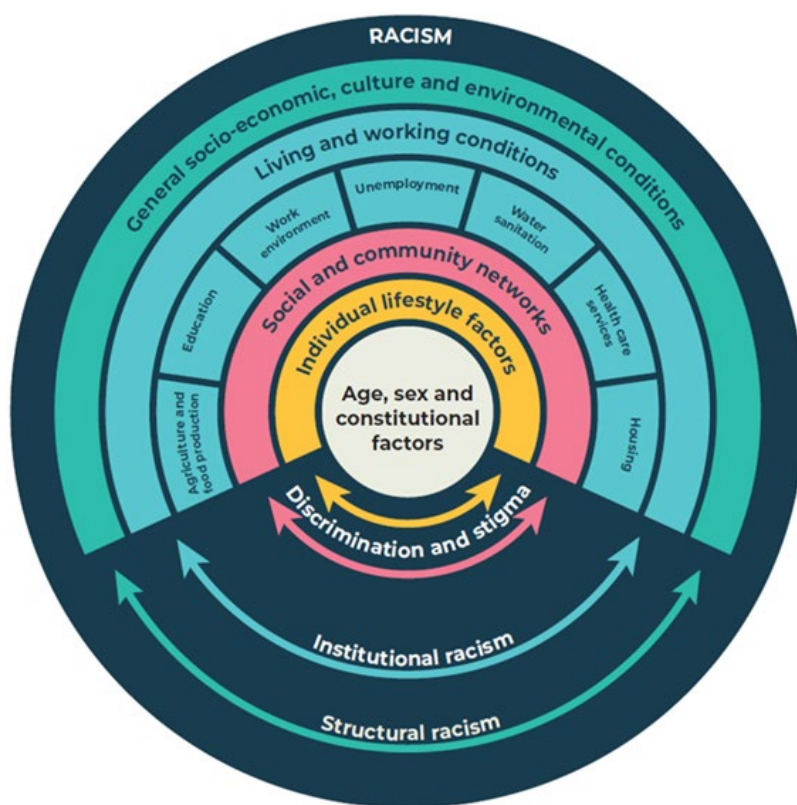 RACISM
General socio-economic, culture and environmental conditions
Living and working conditions
Agriculture and
food production
Education
Work
environment
Unemployment
Water
sanitation
Health care
services
Housing
Social and community networks
Individual lifestyle factors
Age, sex and
constitutional
factors
Discrimination and stigma
Institutional racism
Structural racism